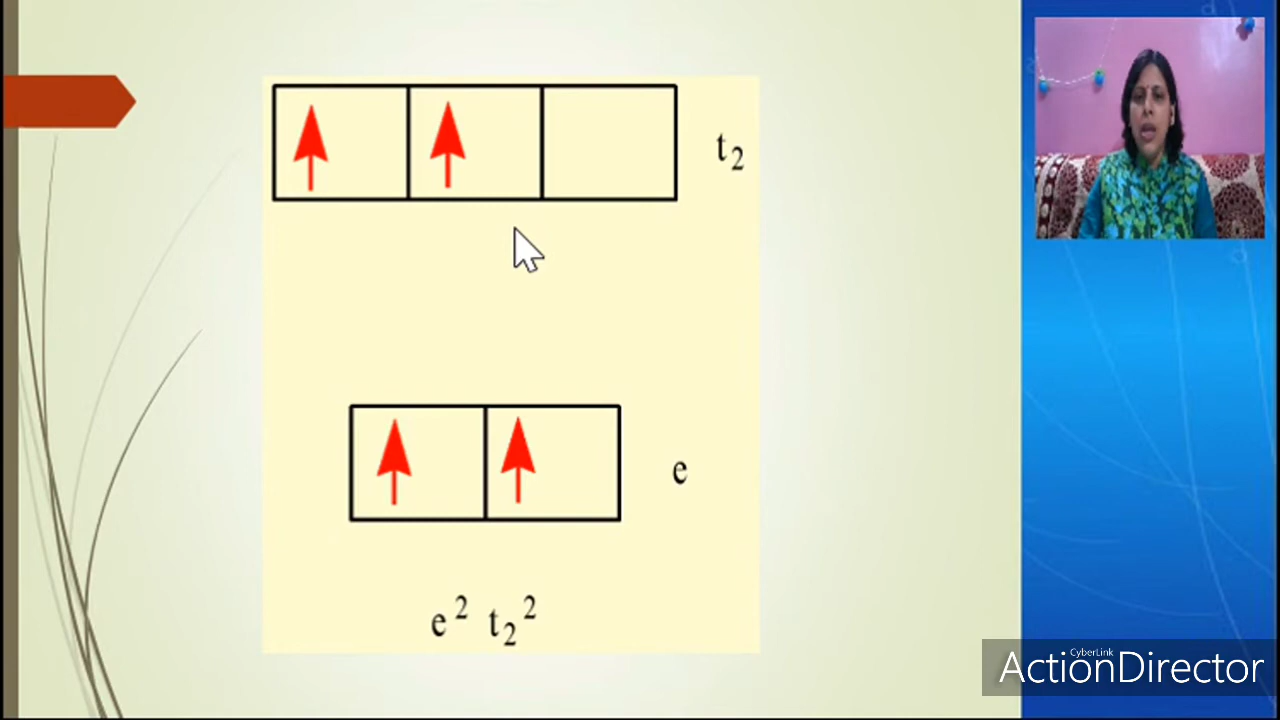 t₂
e
e² t₂²
CyberLink
ActionDirector